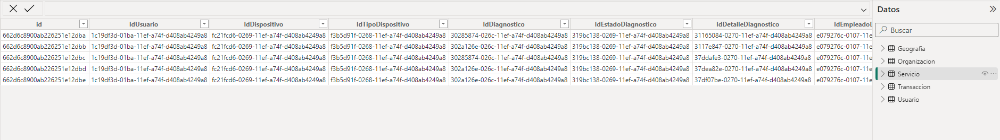 id IdUsuario IdDispositivo IdTipoDispositivo IdDiagnostico IdEstadoDiagnostico IdDetalleDiagnostico IdEmpleadoD
662d6c8900ab226251e12dba 1c19df3d-01ba-11ef-a74f-d408ab4249a8 fc21fcd6-0269-11ef-a74f-d408ab4249a8 f3b5d91f-0268-11ef-a74f-d408ab4249a8 30285874-026c-11ef-a74f-d408ab4249a8 319bc138-0269-11ef-a74f-d408ab4249a8 31165084-0270-11ef-a74f-d408ab4249a8 e079276c-0107-11e
662d6c8900ab226251e12dbb 1c19df3d-01ba-11ef-a74f-d408ab4249a8 fc21fcd6-0269-11ef-a74f-d408ab4249a8 f3b5d91f-0268-11ef-a74f-d408ab4249a8 302a126e-026c-11ef-a74f-d408ab4249a8 319bc138-0269-11ef-a74f-d408ab4249a8 3117e847-0270-11ef-a74f-d408ab4249a8 e079276c-0107-11e
662d6c8900ab226251e12dbc 1c19df3d-01ba-11ef-a74f-d408ab4249a8 fc21fcd6-0269-11ef-a74f-d408ab4249a8 f3b5d91f-0268-11ef-a74f-d408ab4249a8 30285874-026c-11ef-a74f-d408ab4249a8 319bc138-0269-11ef-a74f-d408ab4249a8 37ddafe3-0270-11ef-a74f-d408ab4249a8 e079276c-0107-11e
662d6c8900ab226251e12dbd 1c19df3d-01ba-11ef-a74f-d408ab4249a8 fc21fcd6-0269-11ef-a74f-d408ab4249a8 f3b5d91f-0268-11ef-a74f-d408ab4249a8 302a126e-026c-11ef-a74f-d408ab4249a8 319bc138-0269-11ef-a74f-d408ab4249a8 37dea82e-0270-11ef-a74f-d408ab4249a8 e079276c-0107-11e
662d6c8900ab226251e12dbe 1c19df3d-01ba-11ef-a74f-d408ab4249a8 fc21fcd6-0269-11ef-a74f-d408ab4249a8 f3b5d91f-0268-11ef-a74f-d408ab4249a8 302a126e-026c-11ef-a74f-d408ab4249a8 319bc138-0269-11ef-a74f-d408ab4249a8 37df07be-0270-11ef-a74f-d408ab4249a8 e079276c-0107-11e
Datos
Buscar
Geografia
Organizacion
Servicio
Transaccion
Usuario